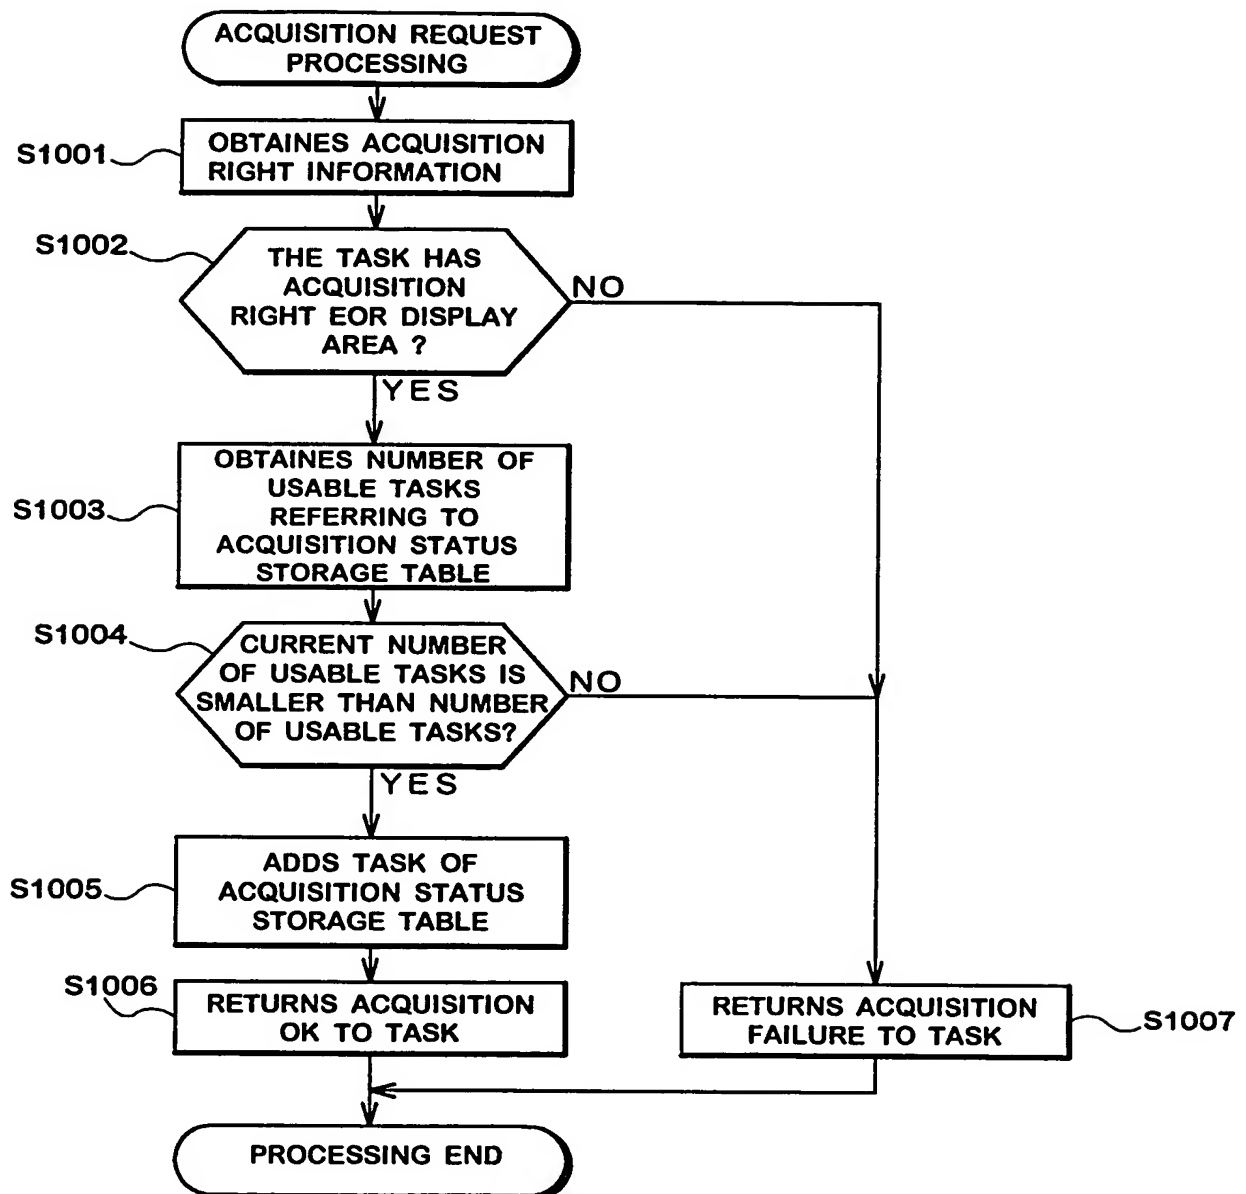 ACQUISITION REQUEST
PROCESSING
S1001
OBTAINES ACQUISITION
RIGHT INFORMATION
S1002
THE TASK HAS
ACQUISITION
RIGHT EOR DISPLAY
AREA ?
NO
YES
S1003
OBTAINES NUMBER OF
USABLE TASKS
REFERRING TO
ACQUISITION STATUS
STORAGE TABLE
S1004
CURRENT NUMBER
OF USABLE TASKS IS
SMALLER THAN NUMBER
OF USABLE TASKS?
NO
YES
S1005
ADDS TASK OF
ACQUISITION STATUS
STORAGE TABLE
S1006
RETURNS ACQUISITION
OK TO TASK
RETURNS ACQUISITION
FAILURE TO TASK
S1007
PROCESSING END